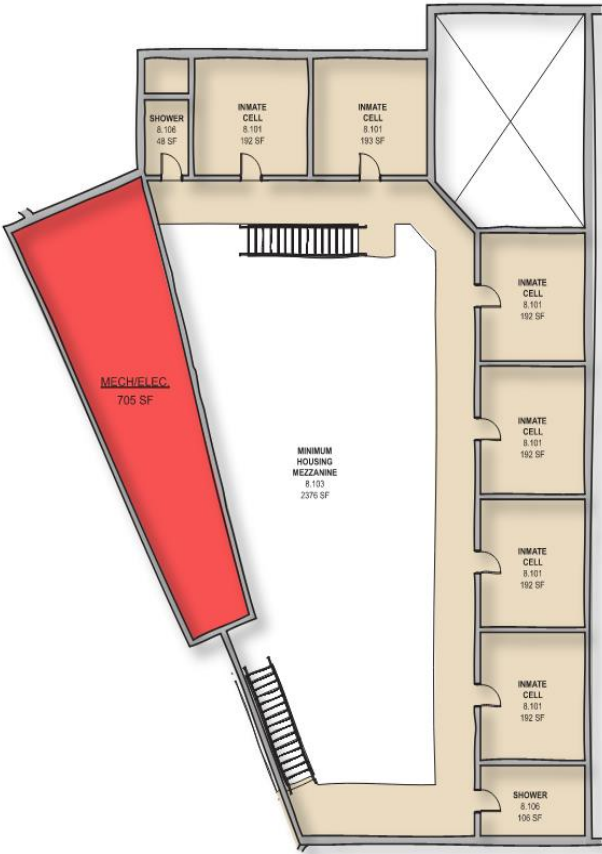 SHOWER
8.106
48 SF
INMATE
CELL
8.101
192 SF
INMATE
CELL
8.101
193 SF
INMATE
CELL
8.101
192 SF
MECH/ELEC.
705 SF
INMATE
CELL
8.101
192 SF
MINIMUM
HOUSING
MEZZANINE
8.103
2376 SF
INMATE
CELL
8.101
192 SF
INMATE
CELL
8.101
192 SF
SHOWER
8.106
106 SF